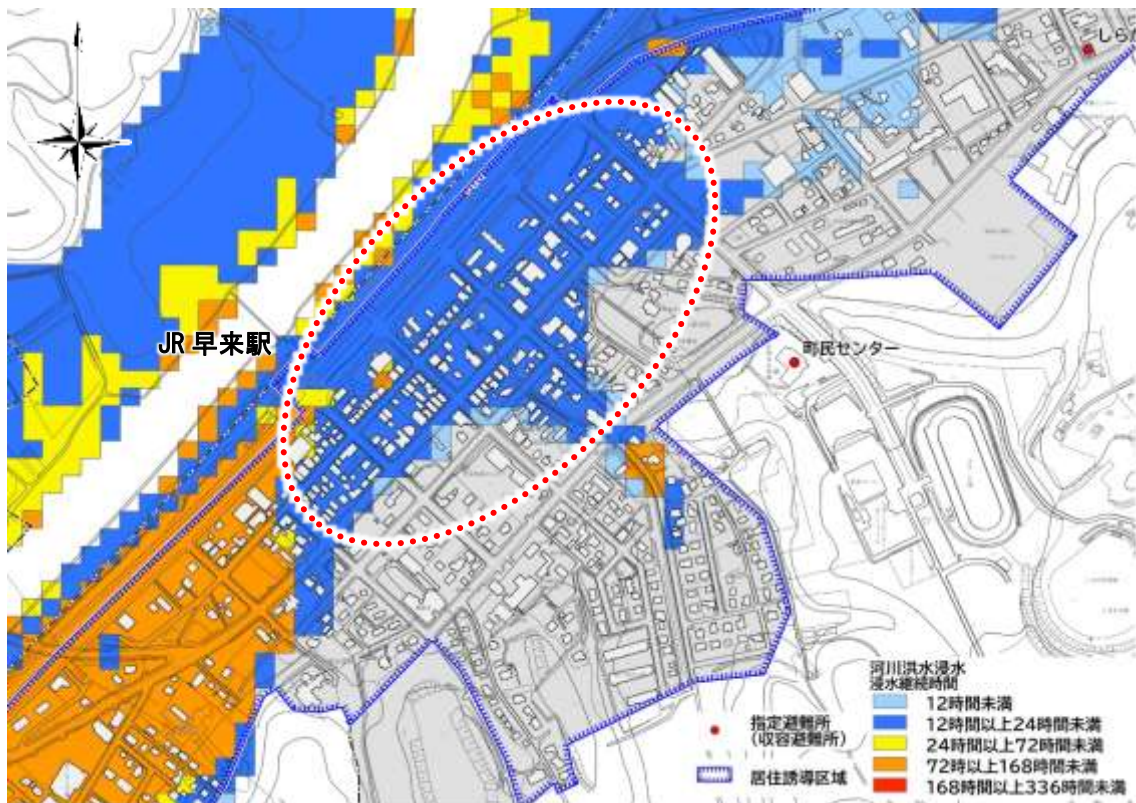 しらか
JR 早来駅
町民センター
指定避難所
(収容避難所)
居住誘導区域
河川洪水浸水
浸水継続時間
12時間未満
12時間以上24時間未満
24時間以上72時間未満
72時以上168時間未満
168時間以上336時間未満